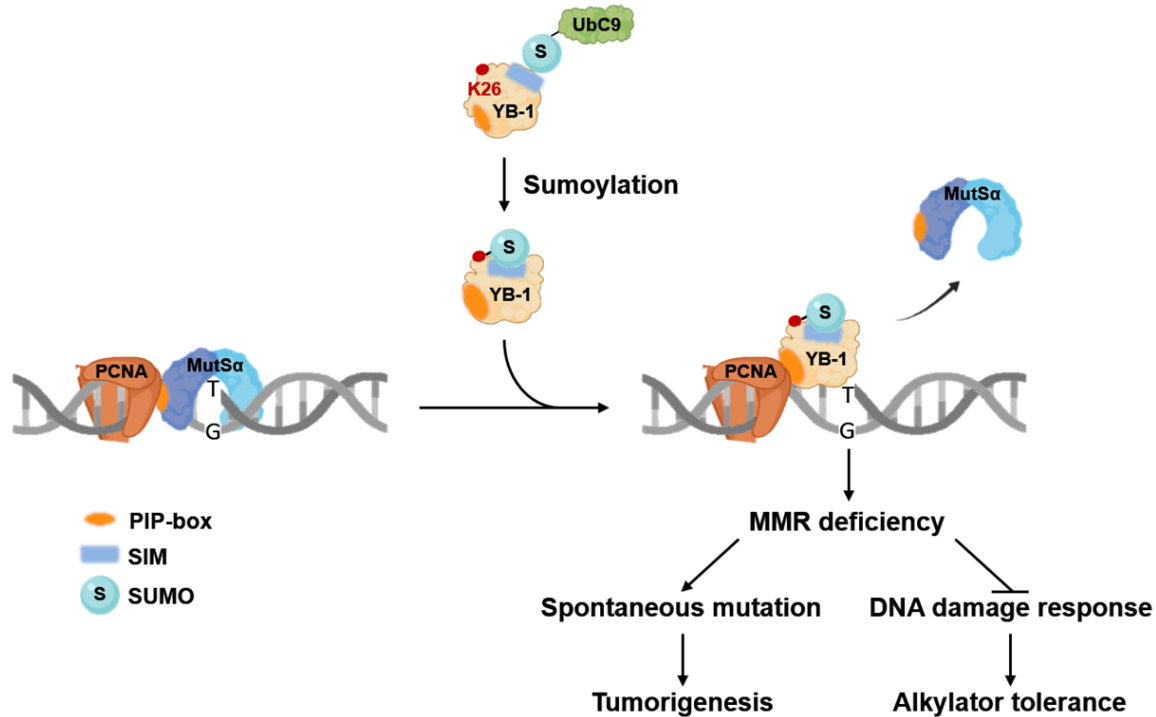 UbC9
S
K26
YB-1
Sumoylation
MutSα
S
YB-1
S
YB-1
PCNA
MutSα
T
G
PCNA
T
G
MMR deficiency
PIP-box
SIM
S SUMO
Spontaneous mutation
DNA damage response
Tumorigenesis
Alkylator tolerance